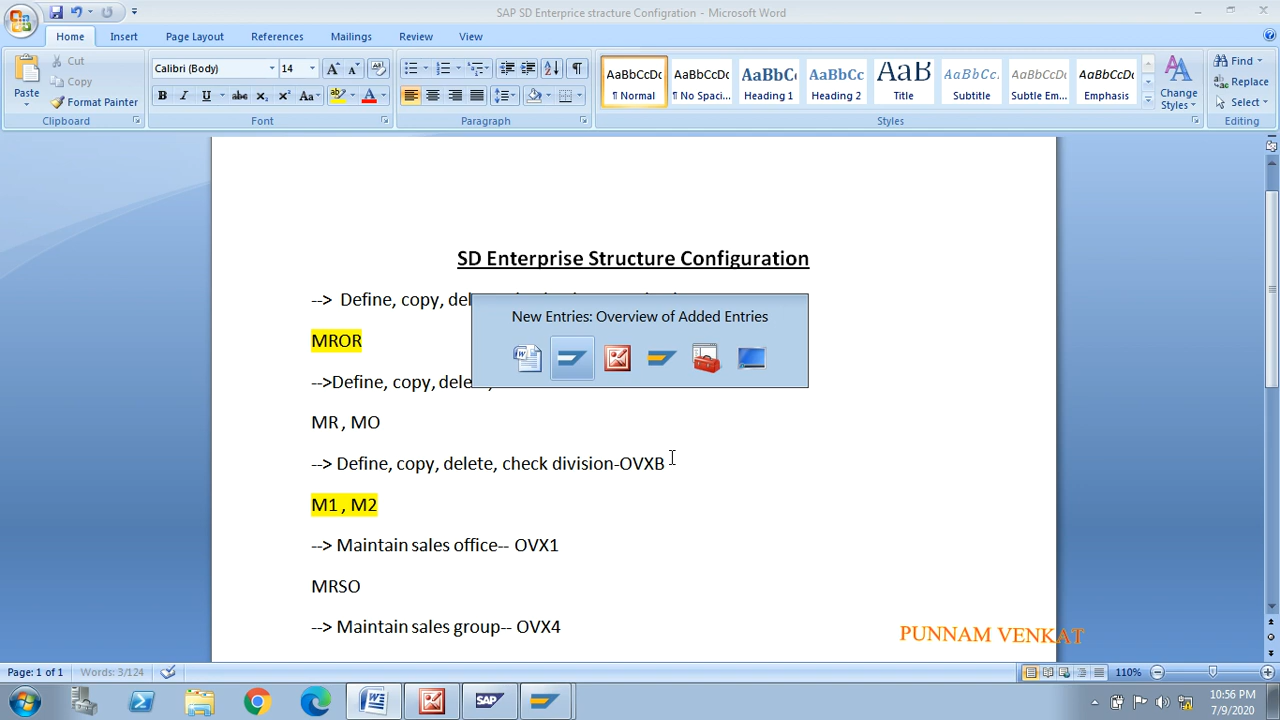 SAP SD Enterprice stracture Configration - Microsoft Word
Home Insert Page Layout References Mailings Review View
Paste Cut Copy Format Painter Clipboard
Calibri (Body) 14 Font
Paragraph
AaBbCcDc ¶ Normal
AaBbCcDc ¶ No Spaci...
AaBbCc Heading 1
AaBbCc Heading 2
AaB Title
AaBbCc. Subtitle
AaBbCcDc Subtle Em...
AaBbCcDc Emphasis
Change Styles
Styles
Find
Replace
Select
Editing
SD Enterprise Structure Configuration
--> Define, copy, del
New Entries: Overview of Added Entries
MROR
-->Define, copy, dele
MR , MO
--> Define, copy, delete, check division-OVXB
M1 , M2
--> Maintain sales office-- OVX1
MRSO
--> Maintain sales group-- OVX4
PUNNAM VENKAT
Page: 1 of 1 Words: 3/124 110%
SAP
10:56 PM
7/9/2020